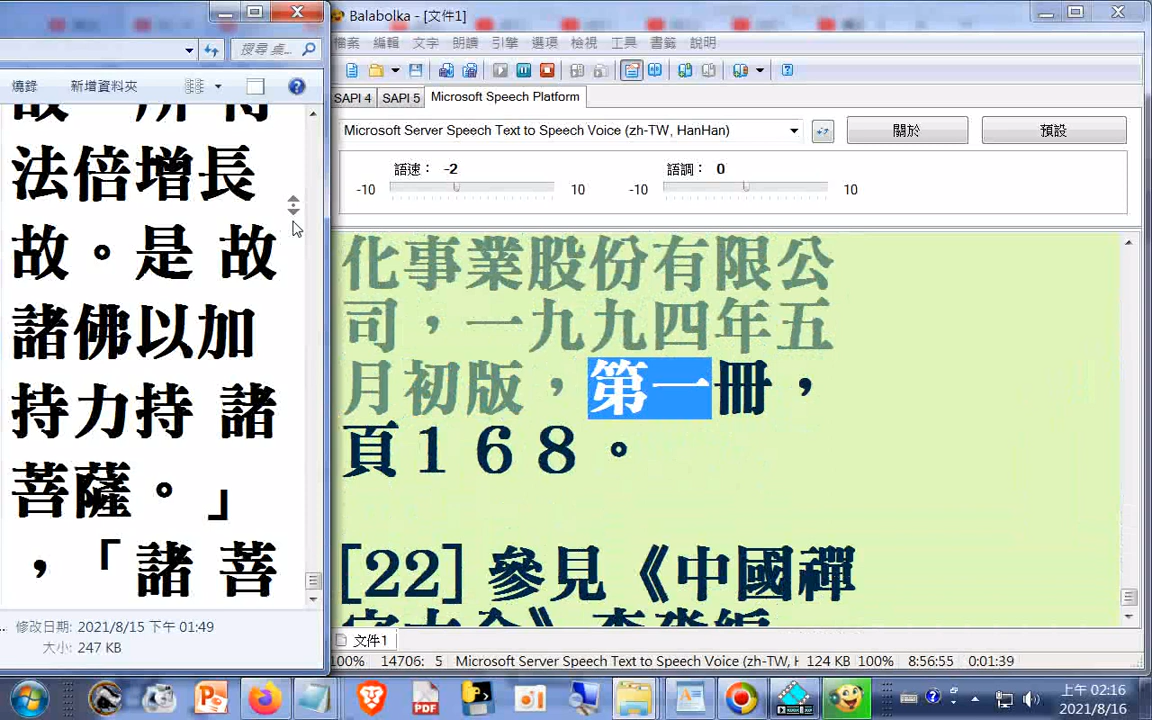 搜尋 桌...
燒錄
新增資料夾
法倍增長
故。是 故
諸佛以加
持力持 諸
菩薩。」
，「諸 菩
修改日期: 2021/8/15 下午 01:49
大小: 247 KB
Balabolka - [文件1]
檔案 編輯 文字 朗讀 引擎 選項 檢視 工具 書籤 說明
SAPI 4 SAPI 5 Microsoft Speech Platform
Microsoft Server Speech Text to Speech Voice (zh-TW, HanHan)
關於 預設
語速： -2 語調： 0
-10 10 -10 10
化事業股份有限公
司，一九九四年五
月初版，第一冊，
頁１６８。
[22] 參見《中國禪
文件1
100% 14706: 5 Microsoft Server Speech Text to Speech Voice (zh-TW, H 124 KB 100% 8:56:55 0:01:39
PDF
上午 02:16
2021/8/16